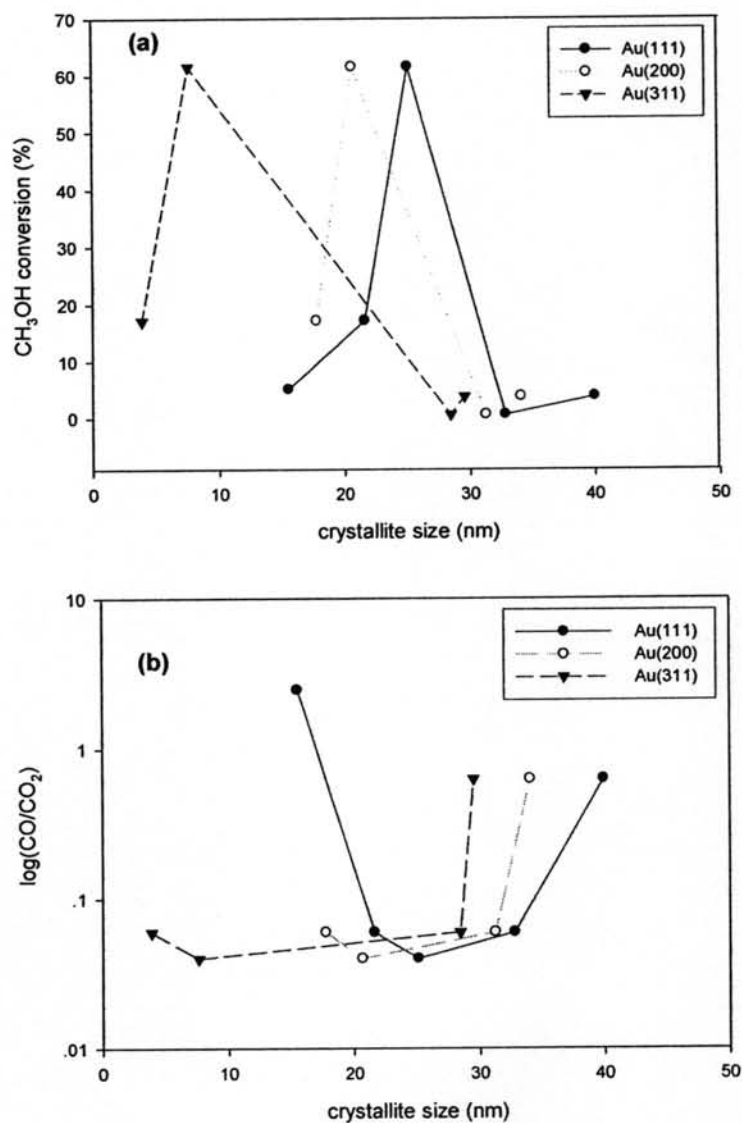 (a)
70
60
50
40
30
20
10
0
CH₃OH conversion (%)
0 10 20 30 40 50
crystallite size (nm)
Au(111)
Au(200)
Au(311)
(b)
10
1
.1
.01
log(CO/CO₂)
0 10 20 30 40 50
crystallite size (nm)
Au(111)
Au(200)
Au(311)